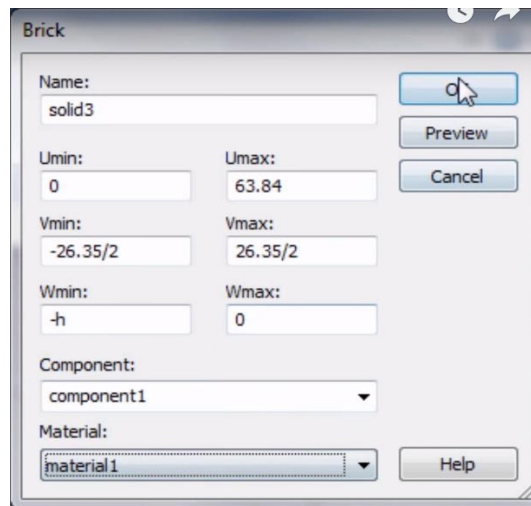 Brick
Name:
solid3
Preview
Umin: Umax:
0 63.84
Cancel
Vmin: Vmax:
-26.35/2 26.35/2
Wmin: Wmax:
-h 0
Component:
component1
Material:
material1
Help